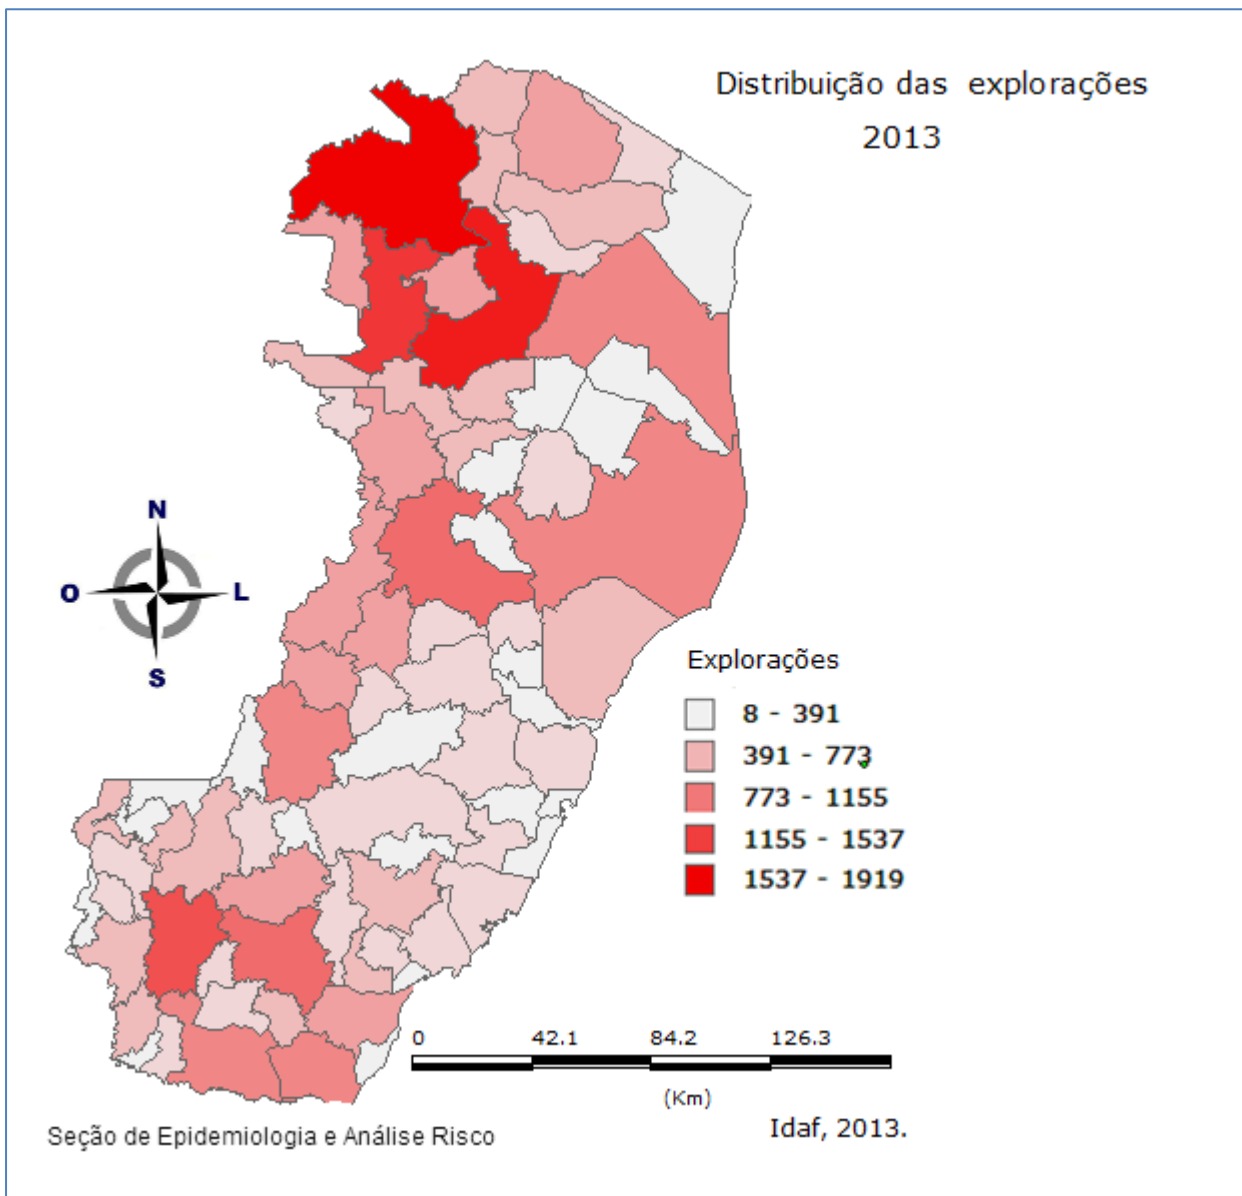 Distribuição das explorações
2013
N
O
L
S
Explorações
8 - 391
391 - 773
773 - 1155
1155 - 1537
1537 - 1919
0 42.1 84.2 126.3
(Km)
Idaf, 2013.
Seção de Epidemiologia e Análise Risco